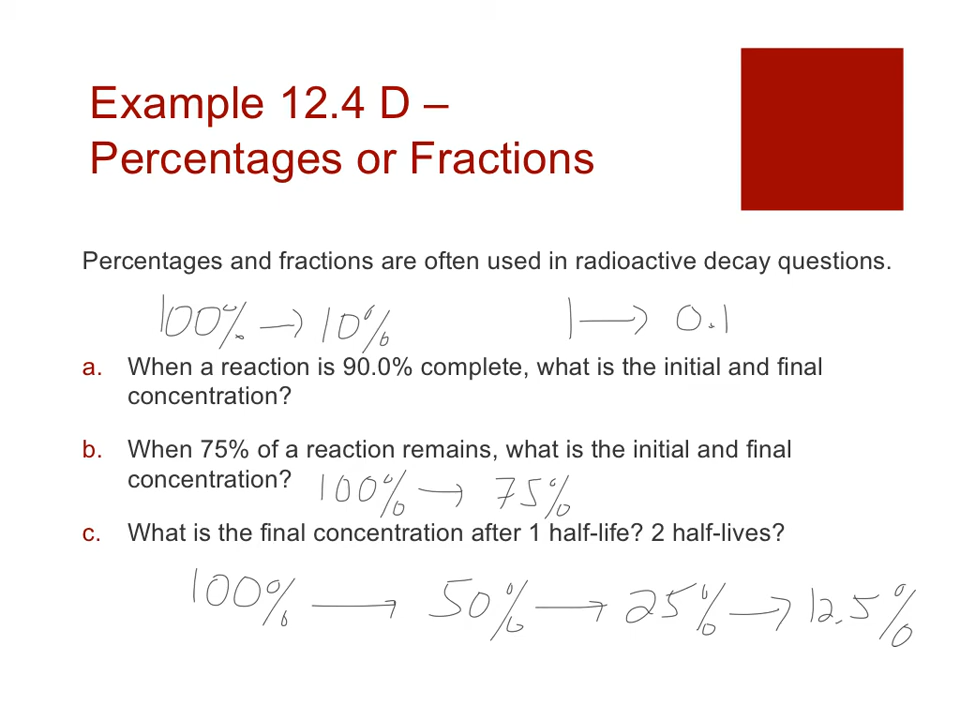 Example 12.4 D –
Percentages or Fractions
Percentages and fractions are often used in radioactive decay questions.
100% → 10% 1 → 0.1
a. When a reaction is 90.0% complete, what is the initial and final
concentration?
b. When 75% of a reaction remains, what is the initial and final
concentration? 100% → 75%
c. What is the final concentration after 1 half-life? 2 half-lives?
100% → 50% → 25% → 12.5%